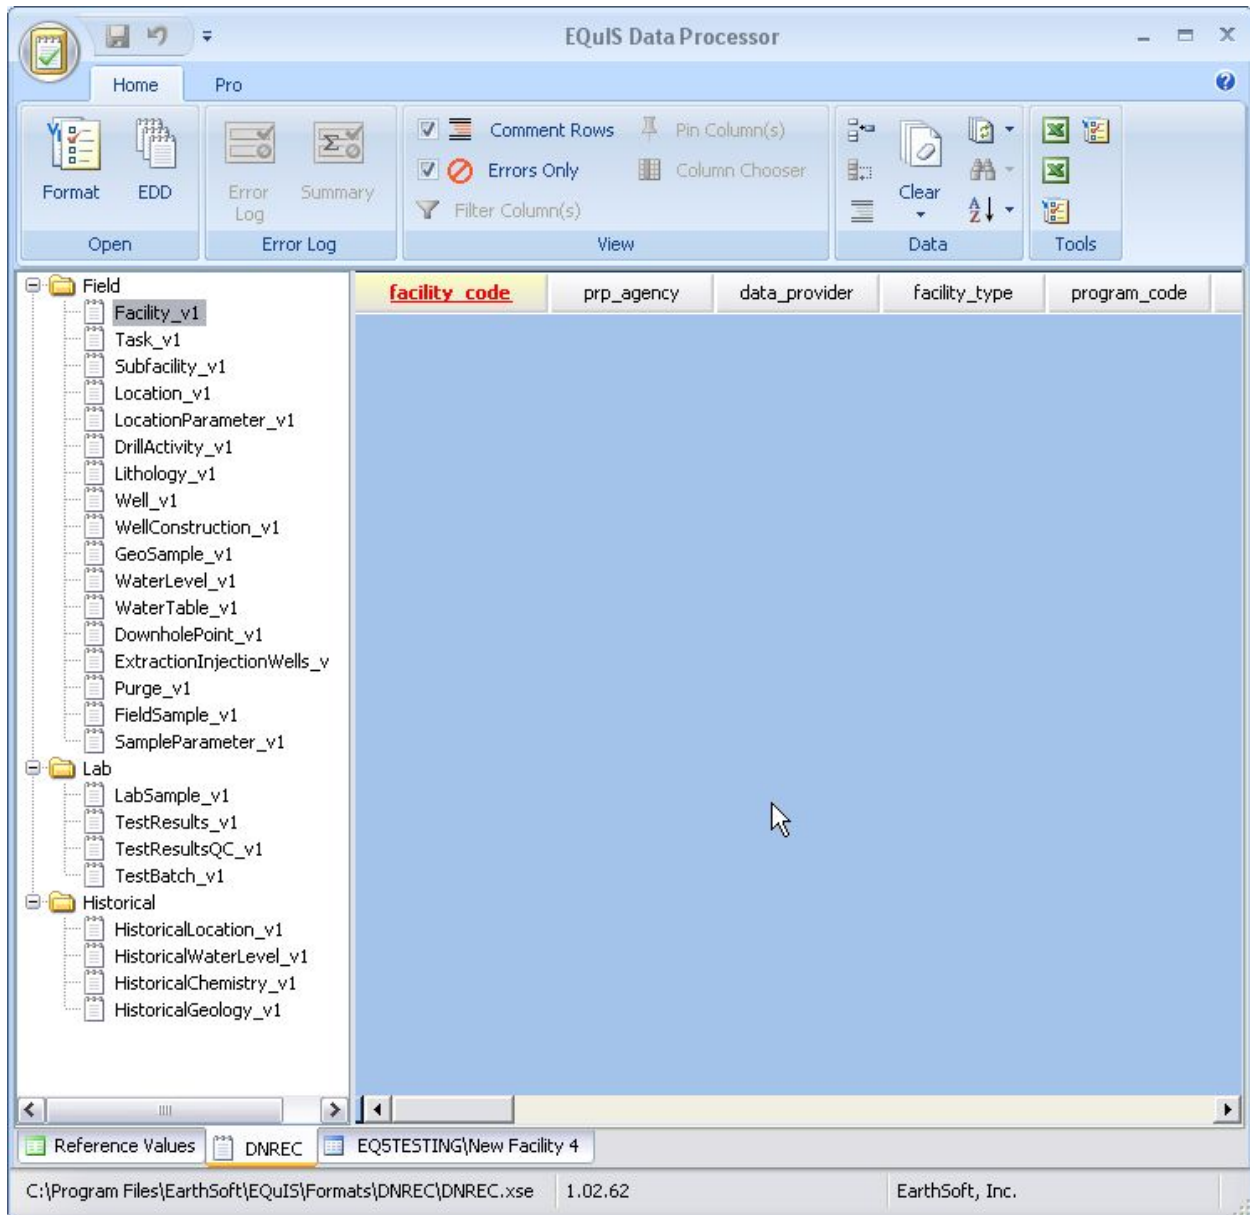 EQuIS Data Processor
Home Pro
Comment Rows Pin Column(s)
Errors Only Column Chooser
Filter Column(s)
Format EDD Error Log Summary Clear
Open Error Log View Data Tools
Field
Facility_v1
Task_v1
Subfacility_v1
Location_v1
LocationParameter_v1
DrillActivity_v1
Lithology_v1
Well_v1
WellConstruction_v1
GeoSample_v1
WaterLevel_v1
WaterTable_v1
DownholePoint_v1
ExtractionInjectionWells_v
Purge_v1
FieldSample_v1
SampleParameter_v1
Lab
LabSample_v1
TestResults_v1
TestResultsQC_v1
TestBatch_v1
Historical
HistoricalLocation_v1
HistoricalWaterLevel_v1
HistoricalChemistry_v1
HistoricalGeology_v1
facility_code prp_agency data_provider facility_type program_code
Reference Values DNREC EQ5TESTING\New Facility 4
C:\Program Files\EarthSoft\EQuIS\Formats\DNREC\DNREC.xse 1.02.62 EarthSoft, Inc.